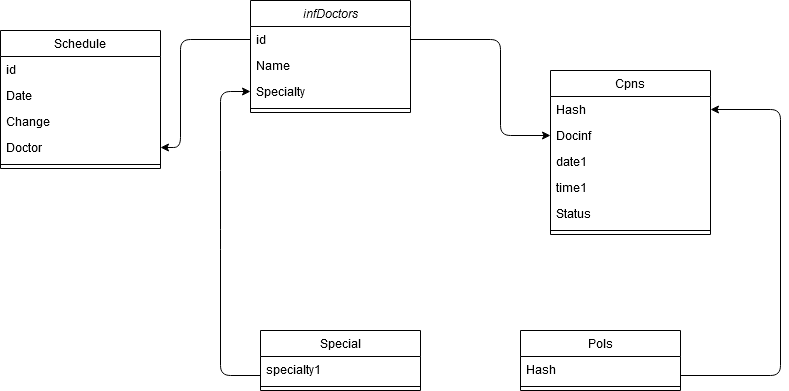 infDoctors
id
Name
Specialty
Schedule
id
Date
Change
Doctor
Cpns
Hash
Docinf
date1
time1
Status
Special
specialty1
Pols
Hash